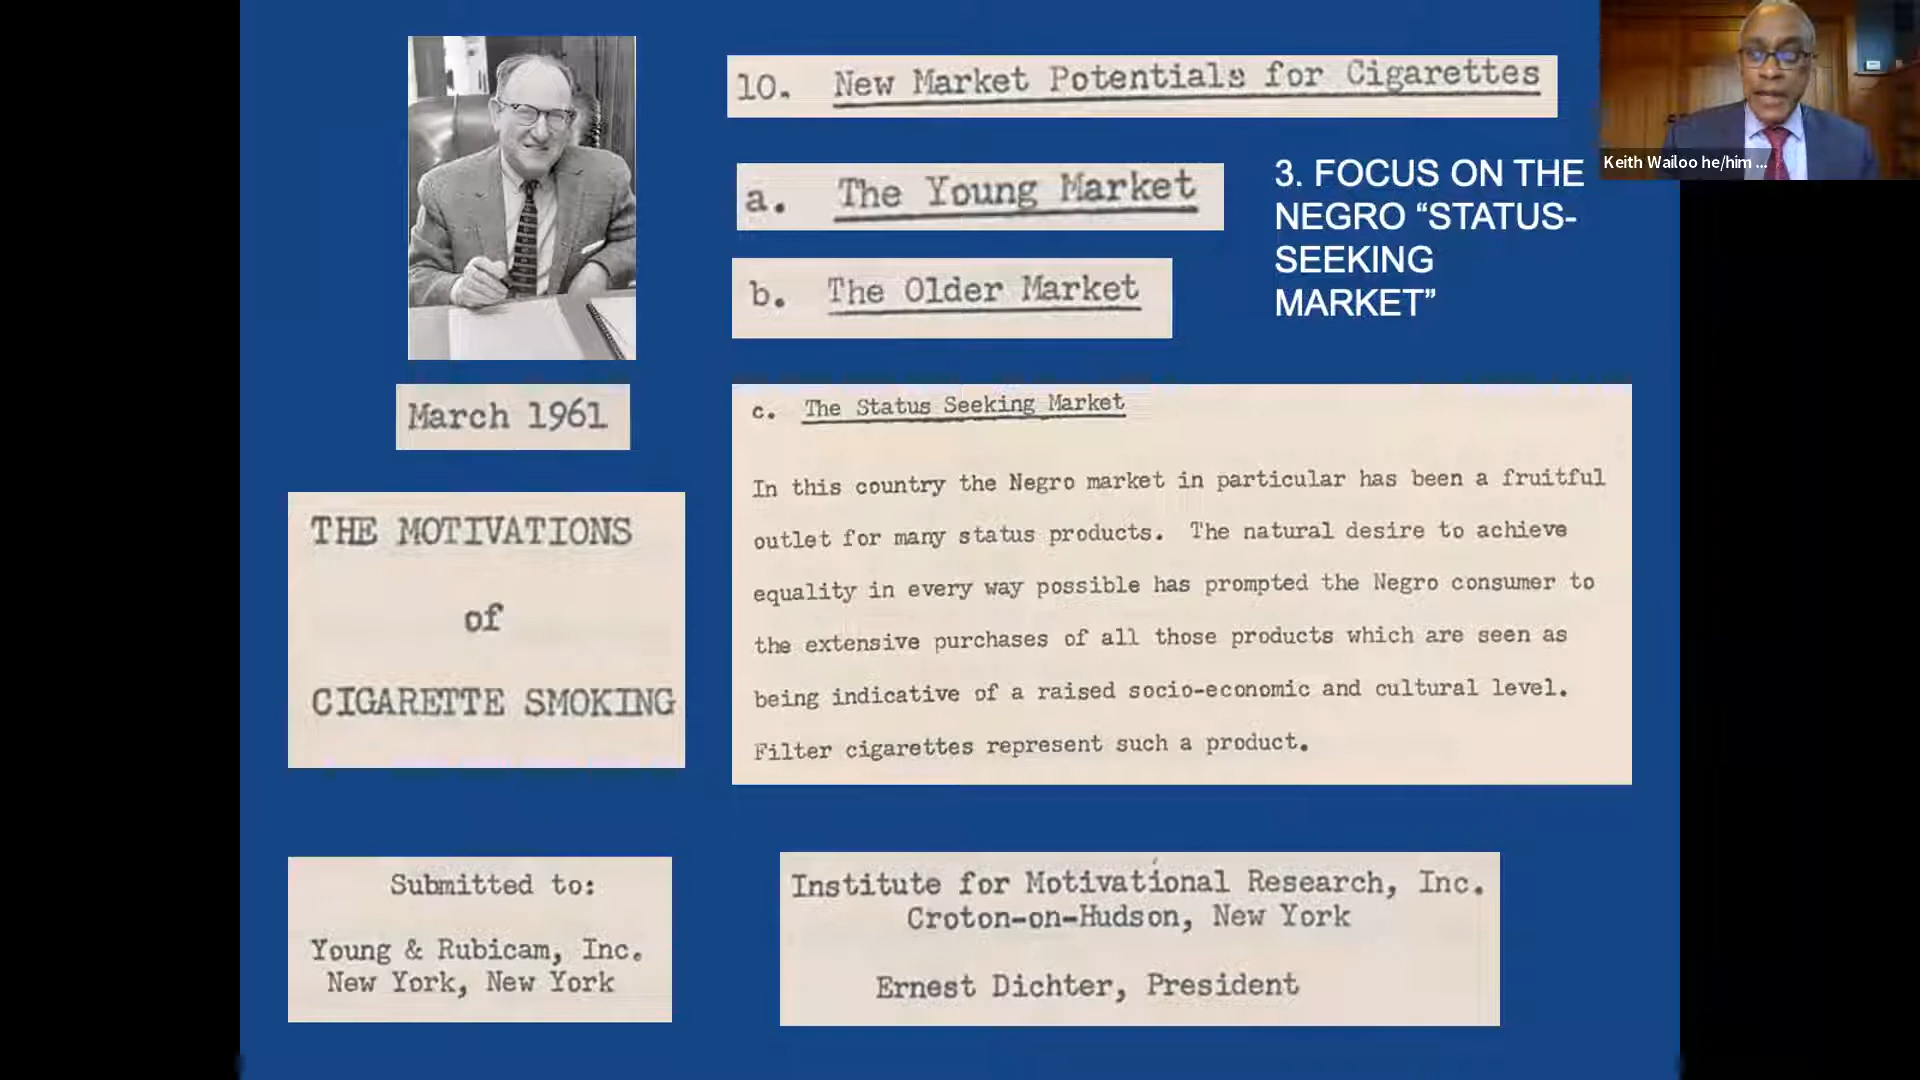 10. New Market Potentials for Cigarettes
a. The Young Market
b. The Older Market
3. FOCUS ON THE
NEGRO “STATUS-
SEEKING
MARKET”
Keith Wailoo he/him ...
March 1961
THE MOTIVATIONS
of
CIGARETTE SMOKING
c. The Status Seeking Market
In this country the Negro market in particular has been a fruitful
outlet for many status products. The natural desire to achieve
equality in every way possible has prompted the Negro consumer to
the extensive purchases of all those products which are seen as
being indicative of a raised socio-economic and cultural level.
Filter cigarettes represent such a product.
Submitted to:
Young & Rubicam, Inc.
New York, New York
Institute for Motivational Research, Inc.
Croton-on-Hudson, New York
Ernest Dichter, President